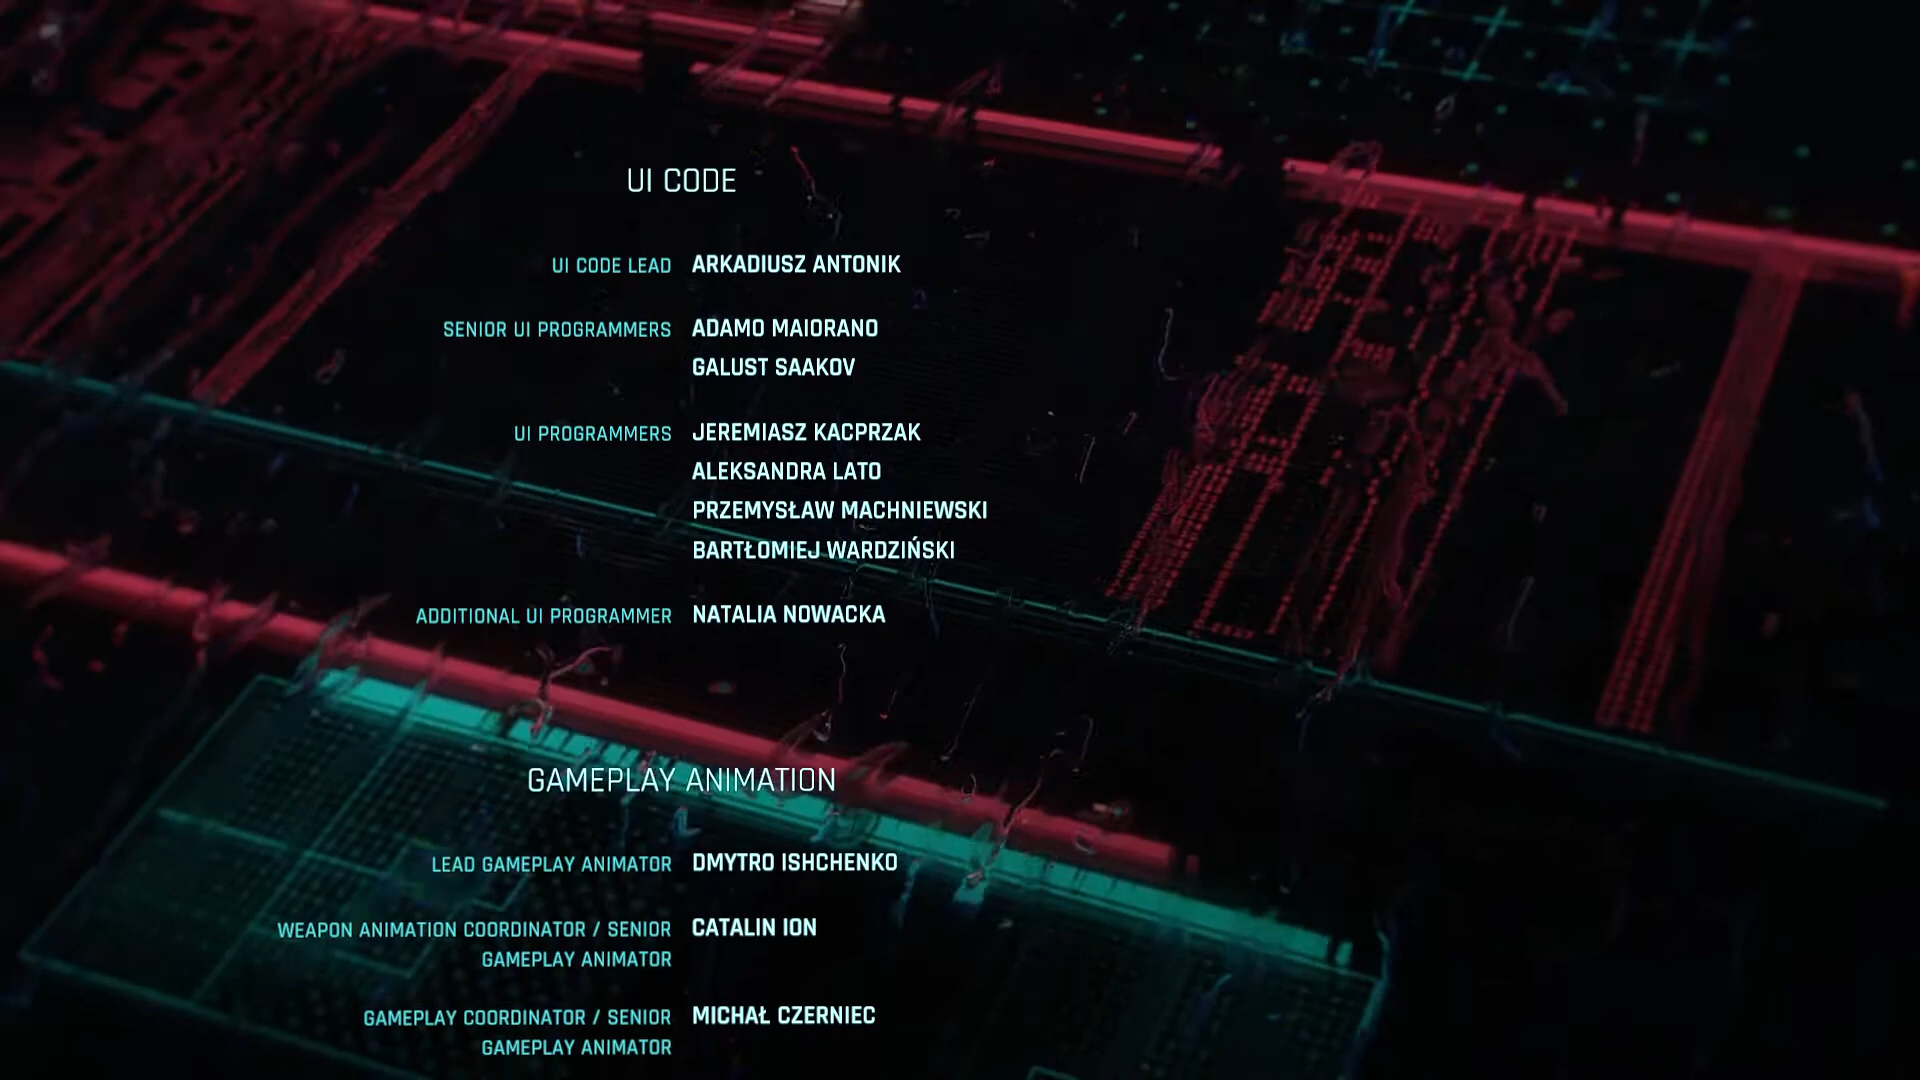 UI CODE
UI CODE LEAD ARKADIUSZ ANTONIK
SENIOR UI PROGRAMMERS ADAMO MAIORANO
GALUST SAAKOV
UI PROGRAMMERS JEREMIASZ KACPRZAK
ALEKSANDRA LATO
PRZEMYSŁAW MACHNIEWSKI
BARTŁOMIEJ WARDZIŃSKI
ADDITIONAL UI PROGRAMMER NATALIA NOWACKA
GAMEPLAY ANIMATION
LEAD GAMEPLAY ANIMATOR DMYTRO ISHCHENKO
WEAPON ANIMATION COORDINATOR / SENIOR CATALIN ION
GAMEPLAY ANIMATOR
GAMEPLAY COORDINATOR / SENIOR MICHAŁ CZERNIEC
GAMEPLAY ANIMATOR